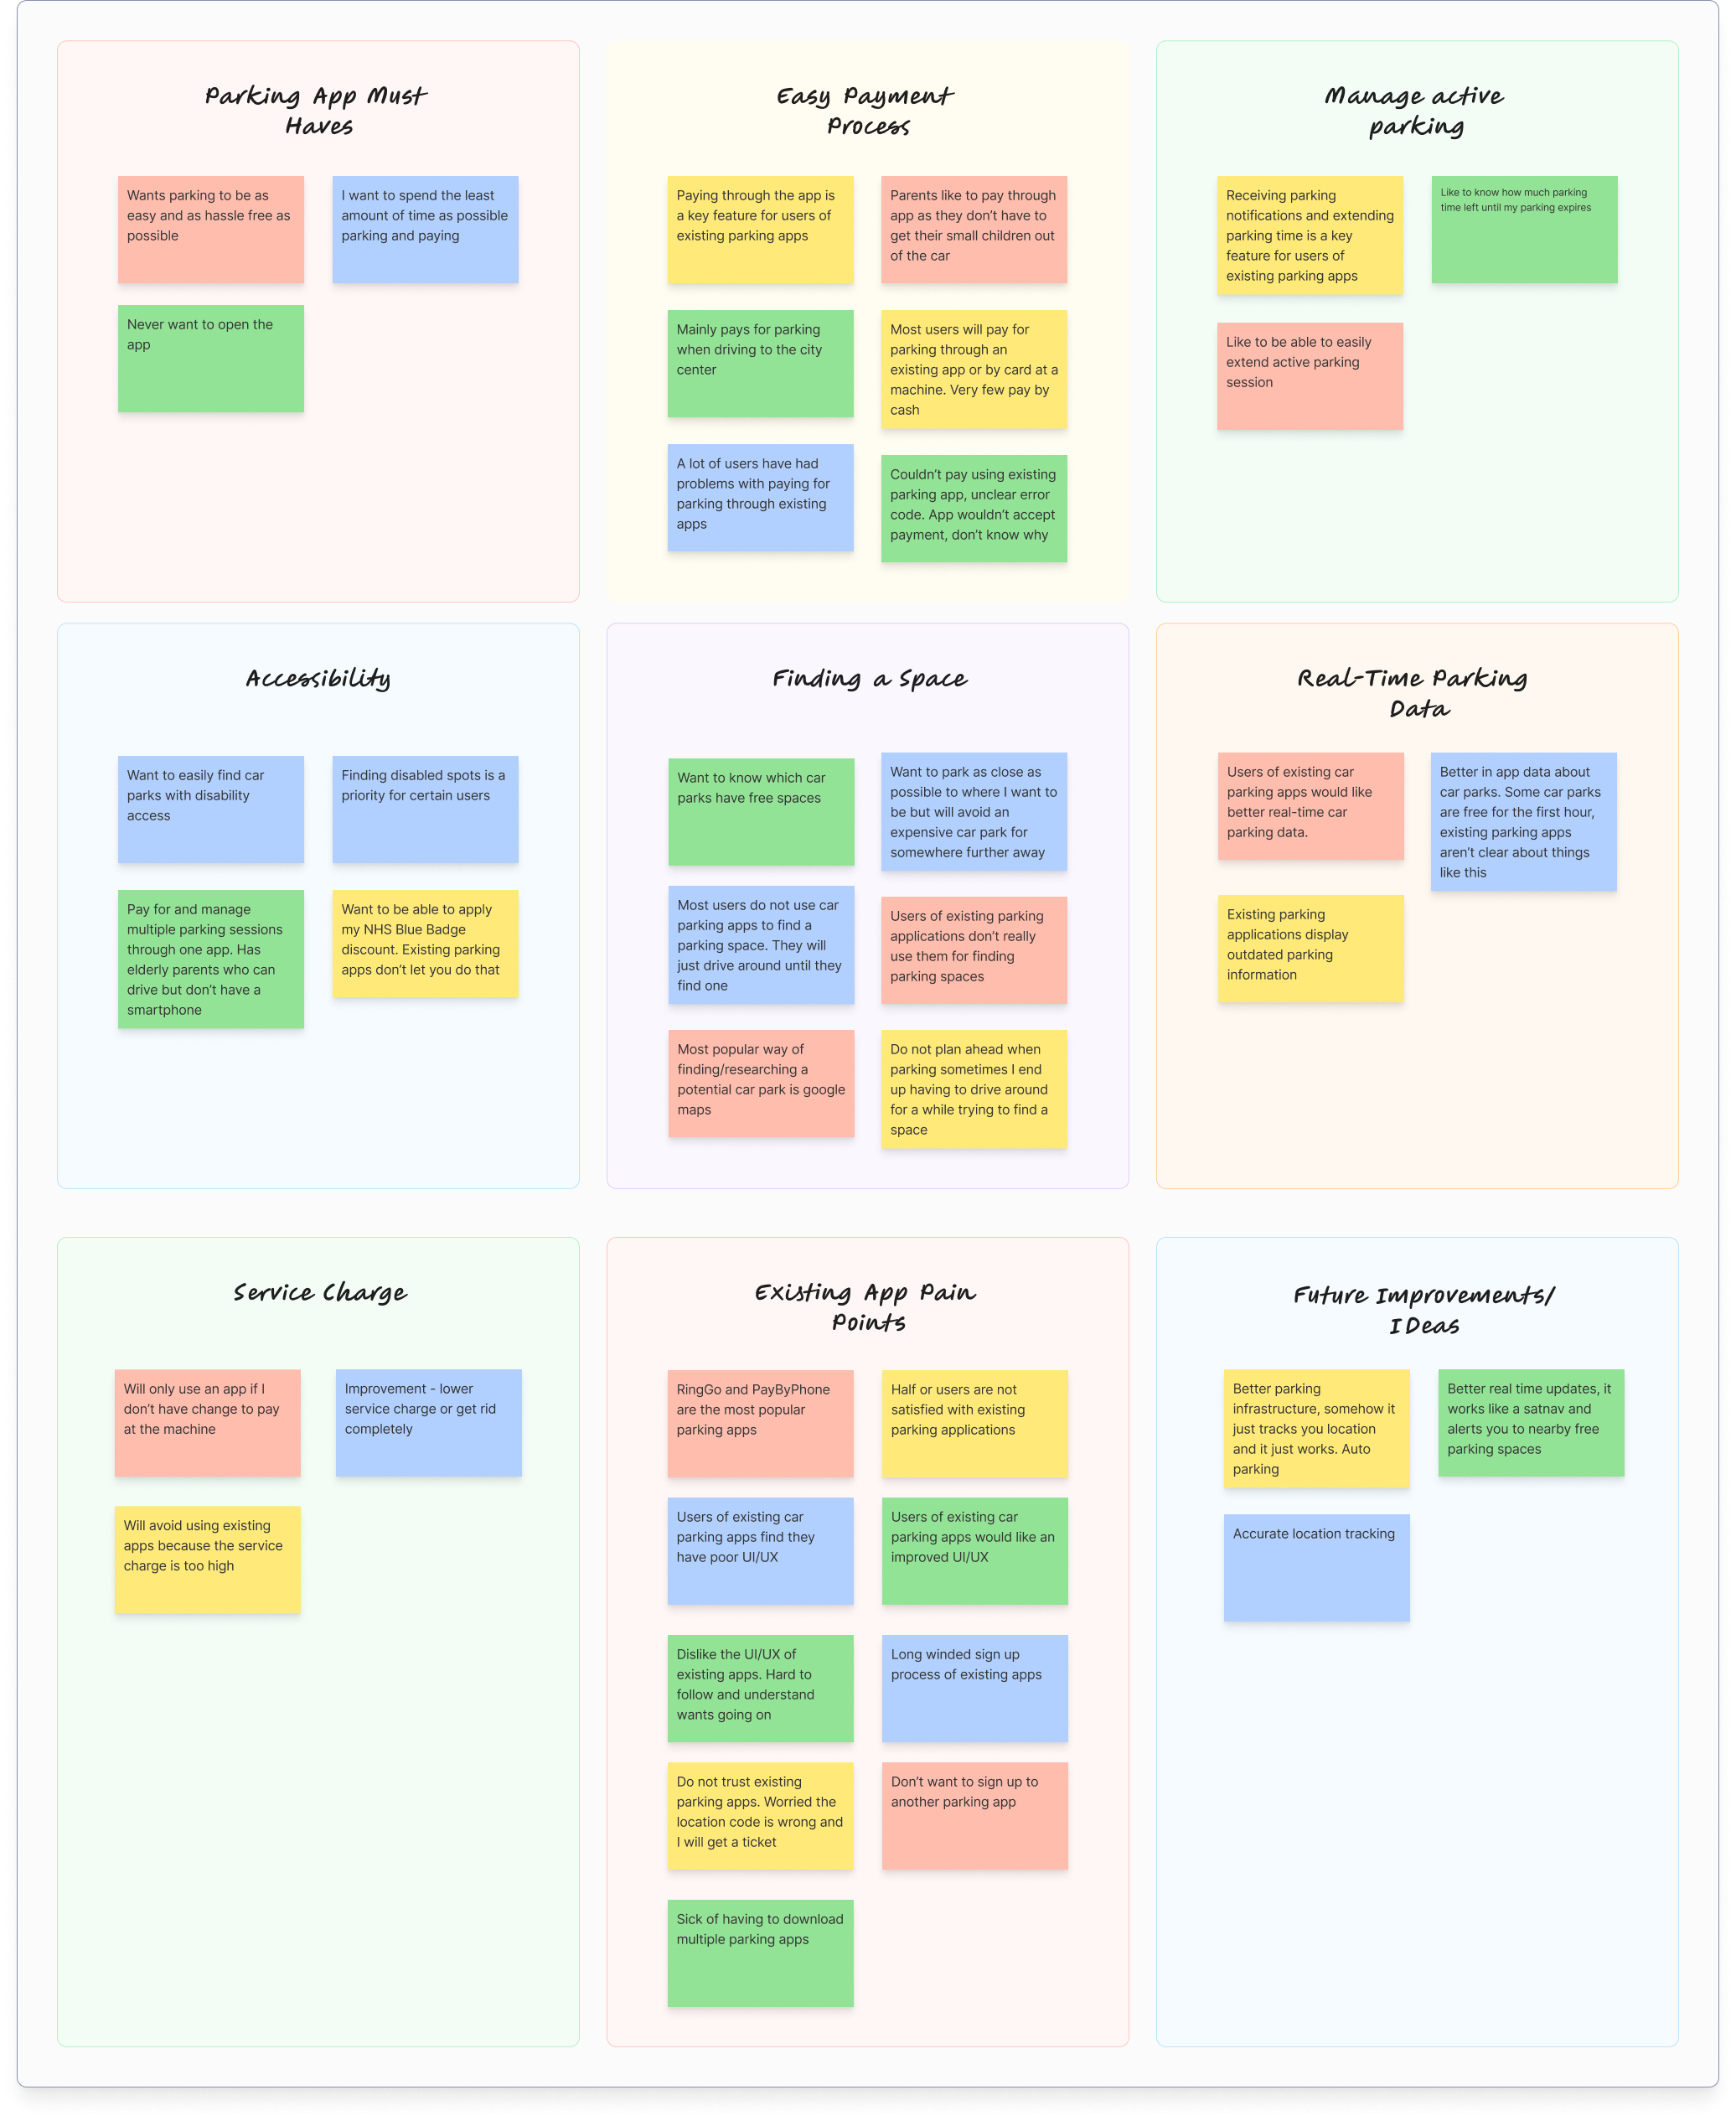 Parking App Must
Haves
Wants parking to be as
easy and as hassle free as
possible
I want to spend the least
amount of time as possible
parking and paying
Never want to open the
app
Easy Payment
Process
Paying through the app is
a key feature for users of
existing parking apps
Parents like to pay through
app as they don't have to
get their small children out
of the car
Mainly pays for parking
when driving to the city
center
Most users will pay for
parking through an
existing app or by card at a
machine. Very few pay by
cash
A lot of users have had
problems with paying for
parking through existing
apps
Couldn't pay using existing
parking app, unclear error
code. App wouldn't accept
payment, don't know why
Manage active
parking
Receiving parking
notifications and extending
parking time is a key
feature for users of
existing parking apps
Like to know how much parking
time left until my parking expires
Like to be able to easily
extend active parking
session
Accessibility
Want to easily find car
parks with disability
access
Finding disabled spots is a
priority for certain users
Pay for and manage
multiple parking sessions
through one app. Has
elderly parents who can
drive but don't have a
smartphone
Want to be able to apply
my NHS Blue Badge
discount. Existing parking
apps don't let you do that
Finding a Space
Want to know which car
parks have free spaces
Want to park as close as
possible to where I want to
be but will avoid an
expensive car park for
somewhere further away
Most users do not use car
parking apps to find a
parking space. They will
just drive around until they
find one
Users of existing parking
applications don't really
use them for finding
parking spaces
Most popular way of
finding/researching a
potential car park is google
maps
Do not plan ahead when
parking sometimes I end
up having to drive around
for a while trying to find a
space
Real-Time Parking
Data
Users of existing car
parking apps would like
better real-time car
parking data.
Better in app data about
car parks. Some car parks
are free for the first hour,
existing parking apps
aren't clear about things
like this
Existing parking
applications display
outdated parking
information
Service Charge
Will only use an app if I
don't have change to pay
at the machine
Improvement - lower
service charge or get rid
completely
Will avoid using existing
apps because the service
charge is too high
Existing App Pain
Points
RingGo and PayByPhone
are the most popular
parking apps
Half or users are not
satisfied with existing
parking applications
Users of existing car
parking apps find they
have poor UI/UX
Users of existing car
parking apps would like an
improved UI/UX
Dislike the UI/UX of
existing apps. Hard to
follow and understand
wants going on
Long winded sign up
process of existing apps
Do not trust existing
parking apps. Worried the
location code is wrong and
I will get a ticket
Don't want to sign up to
another parking app
Sick of having to download
multiple parking apps
Future Improvements/
IDeas
Better parking
infrastructure, somehow it
just tracks you location
and it just works. Auto
parking
Better real time updates, it
works like a satnav and
alerts you to nearby free
parking spaces
Accurate location tracking